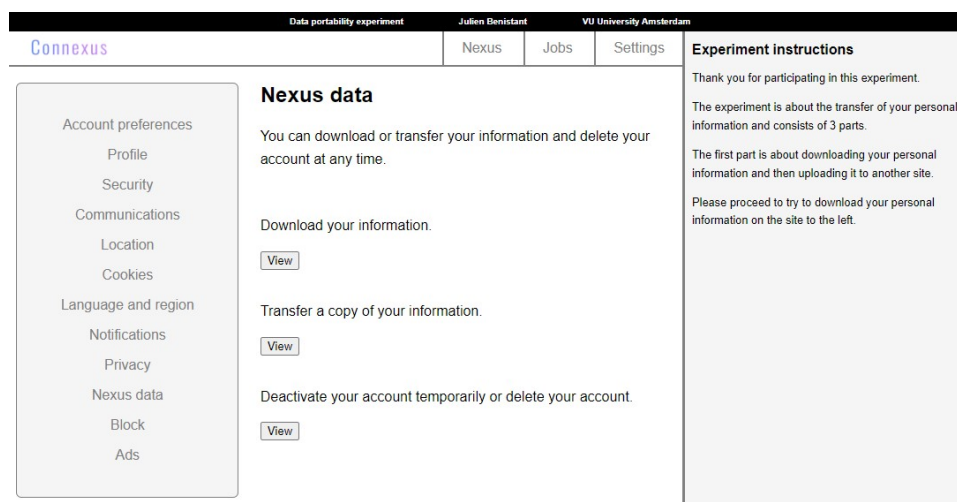 Data portability experiment Julien Benistant VU University Amsterdam
Connexus
Nexus Jobs Settings
Account preferences
Profile
Security
Communications
Location
Cookies
Language and region
Notifications
Privacy
Nexus data
Block
Ads
Nexus data
You can download or transfer your information and delete your
account at any time.
Download your information.
View
Transfer a copy of your information.
View
Deactivate your account temporarily or delete your account.
View
Experiment instructions
Thank you for participating in this experiment.
The experiment is about the transfer of your personal
information and consists of 3 parts.
The first part is about downloading your personal
information and then uploading it to another site.
Please proceed to try to download your personal
information on the site to the left.